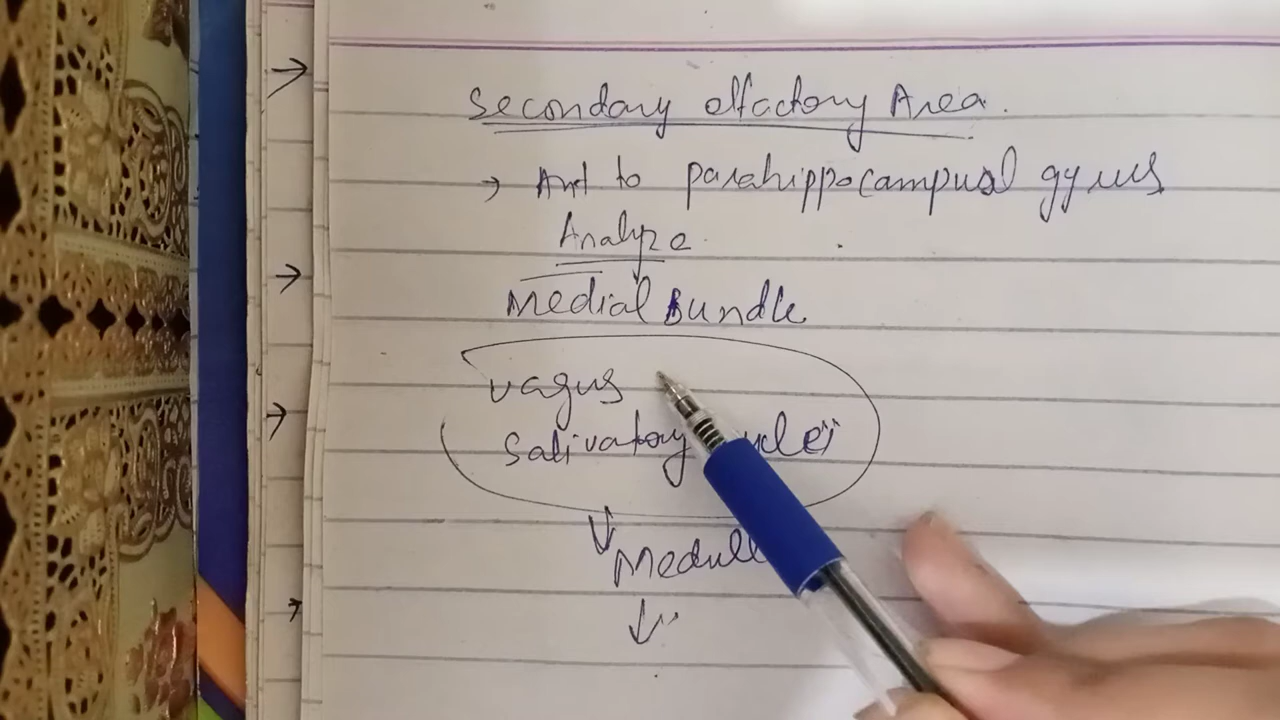 Secondary olfactory Area.
→ Ant to parahippocampual gyrus
Analyze
Medial Bundle
vagus
Salivatory
↓ Medull
↓